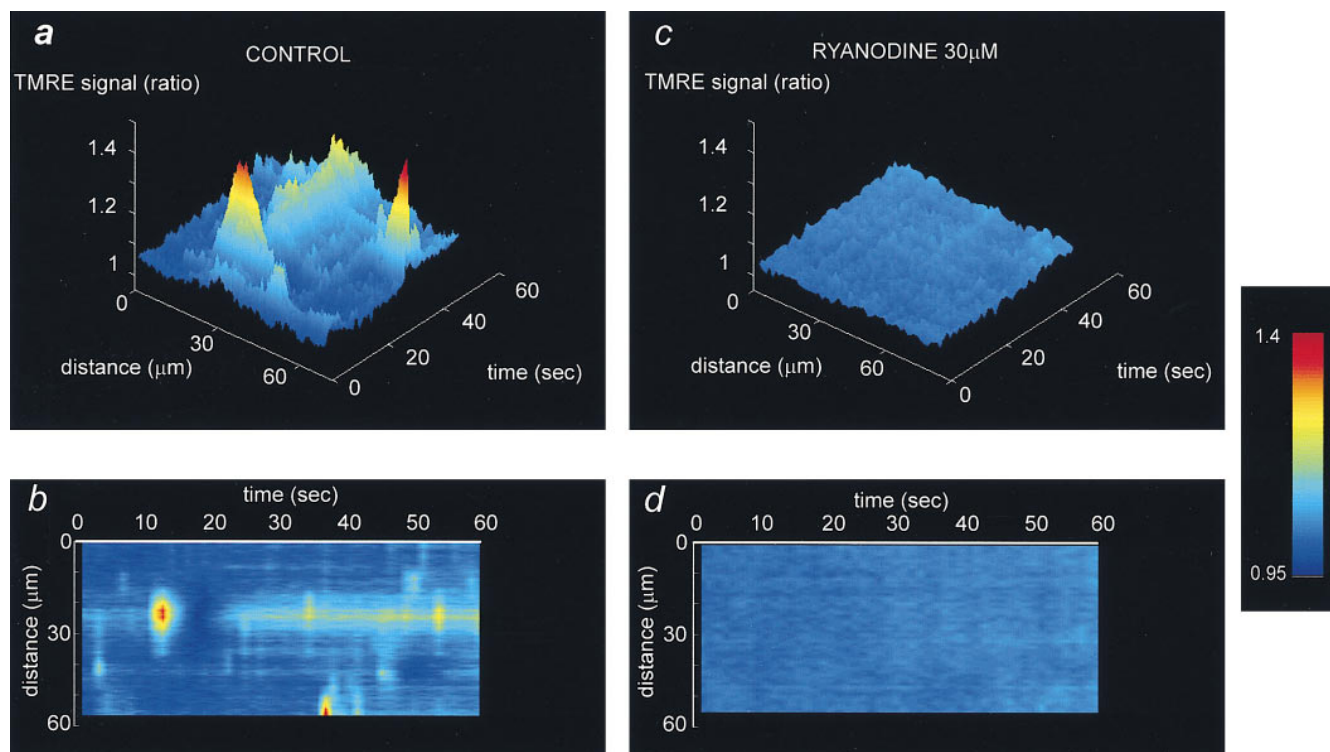 a
CONTROL
TMRE signal (ratio)
1.4
1.2
1
0
30
60
distance (μm)
0
20
40
60
time (sec)
c
RYANODINE 30μM
TMRE signal (ratio)
1.4
1.2
1
0
30
60
distance (μm)
0
20
40
60
time (sec)
1.4
0.95
b
time (sec)
0 10 20 30 40 50 60
0
30
60
distance (μm)
d
time (sec)
0 10 20 30 40 50 60
0
30
60
distance (μm)